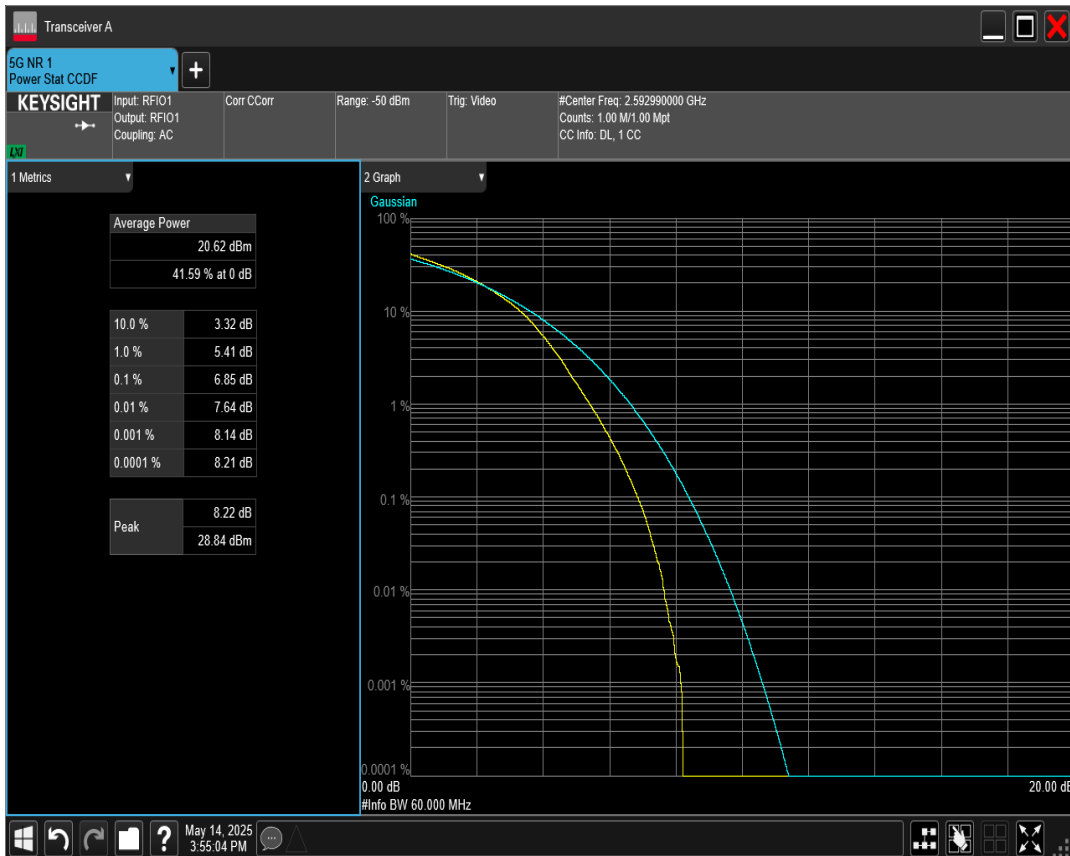 Transceiver A
5G NR 1
Power Stat CCDF
KEYSIGHT
LXI
Input: RFIO1
Output: RFIO1
Coupling: AC
Corr CCorr
Range: -50 dBm
Trig: Video
#Center Freq: 2.592990000 GHz
Counts: 1.00 M/1.00 Mpt
CC Info: DL, 1 CC
1 Metrics
Average Power
20.62 dBm
41.59 % at 0 dB
10.0 % 3.32 dB
1.0 % 5.41 dB
0.1 % 6.85 dB
0.01 % 7.64 dB
0.001 % 8.14 dB
0.0001 % 8.21 dB
Peak
8.22 dB
28.84 dBm
2 Graph
Gaussian
100 %
10 %
1 %
0.1 %
0.01 %
0.001 %
0.0001 %
0.00 dB 20.00 dB
#Info BW 60.000 MHz
?
May 14, 2025
3:55:04 PM